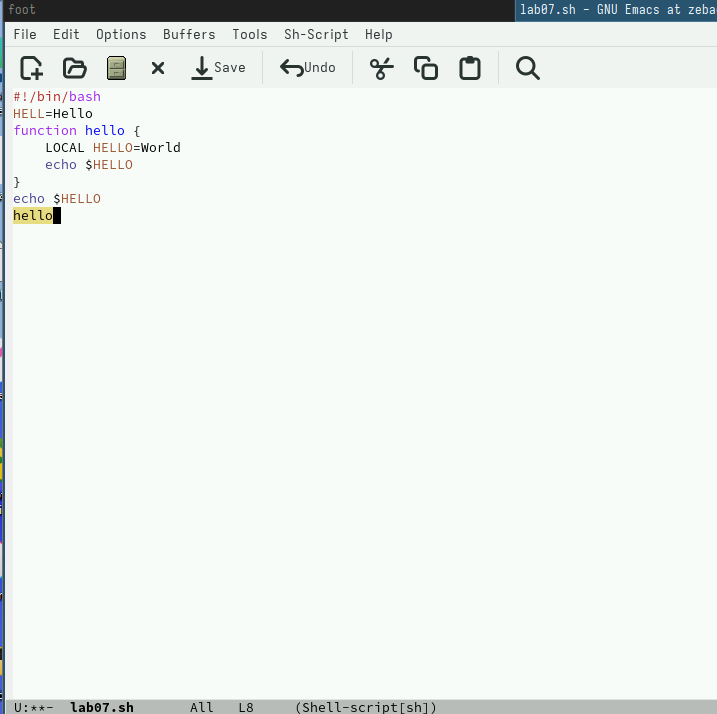 foot
lab07.sh - GNU Emacs at zeba
File Edit Options Buffers Tools Sh-Script Help
Save Undo
#!/bin/bash
HELL=Hello
function hello {
    LOCAL HELLO=World
    echo $HELLO
}
echo $HELLO
hello
U:**-  lab07.sh       All   L8     (Shell-script[sh])